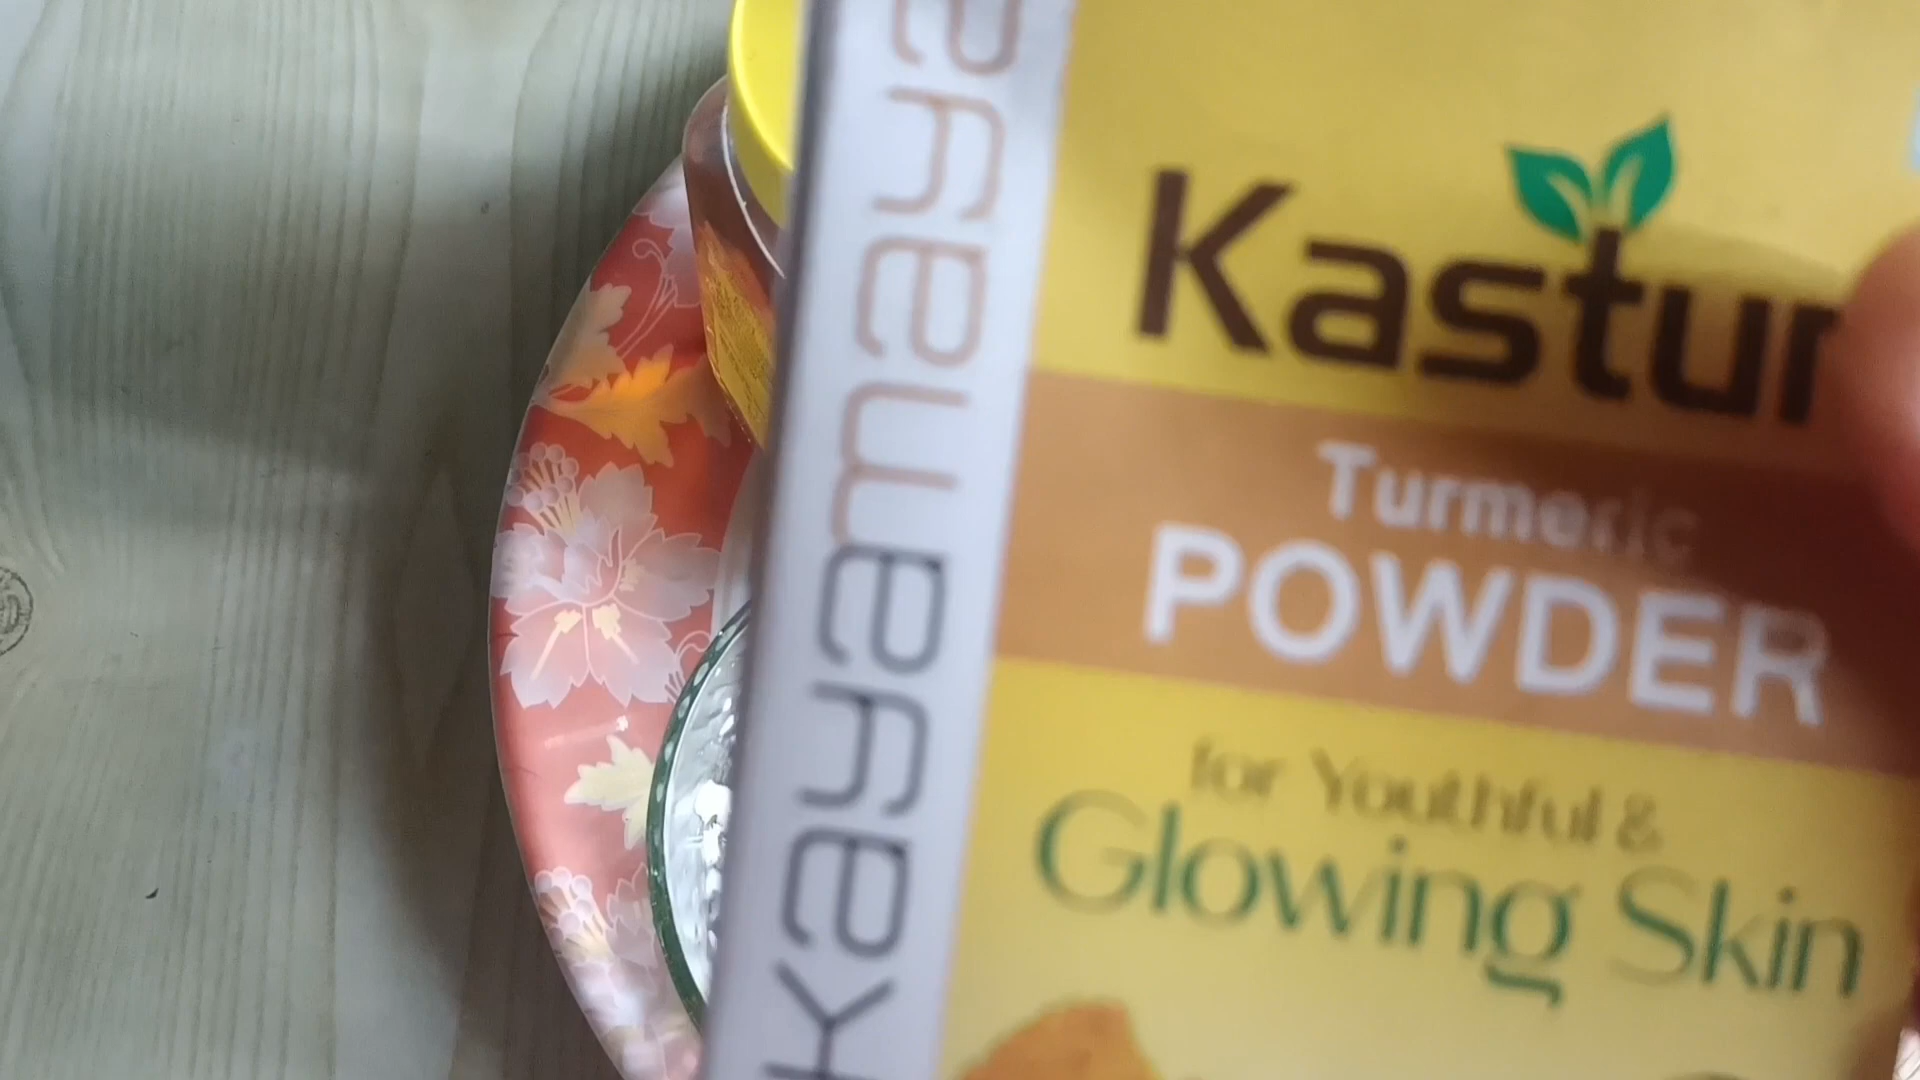 kayamaya
Kastur
Turmeric
POWDER
for Youthful &
Glowing Skin